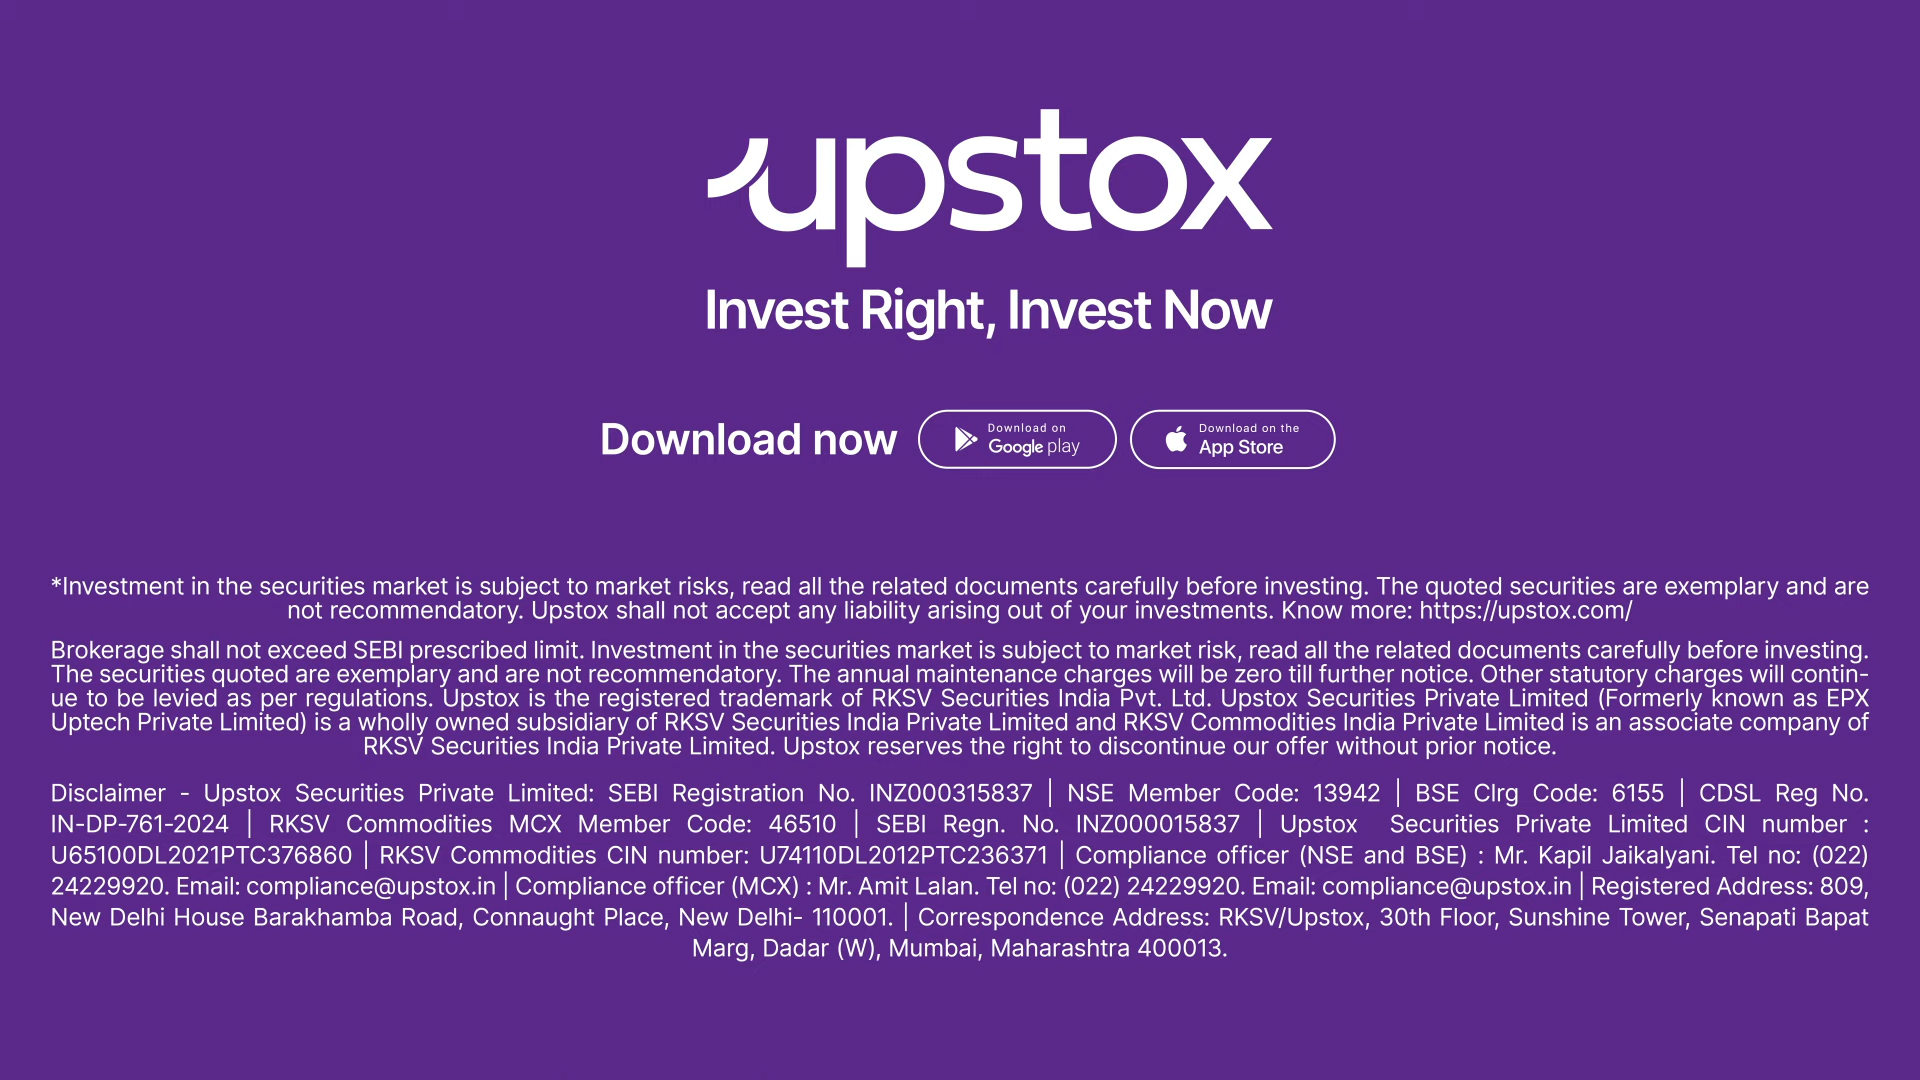 upstox
Invest Right, Invest Now
Download now
Download on
Google play
Download on the
App Store
*Investment in the securities market is subject to market risks, read all the related documents carefully before investing. The quoted securities are exemplary and are
not recommendatory. Upstox shall not accept any liability arising out of your investments. Know more: https://upstox.com/
Brokerage shall not exceed SEBI prescribed limit. Investment in the securities market is subject to market risk, read all the related documents carefully before investing.
The securities quoted are exemplary and are not recommendatory. The annual maintenance charges will be zero till further notice. Other statutory charges will contin-
ue to be levied as per regulations. Upstox is the registered trademark of RKSV Securities India Pvt. Ltd. Upstox Securities Private Limited (Formerly known as EPX
Uptech Private Limited) is a wholly owned subsidiary of RKSV Securities India Private Limited and RKSV Commodities India Private Limited is an associate company of
RKSV Securities India Private Limited. Upstox reserves the right to discontinue our offer without prior notice.
Disclaimer - Upstox Securities Private Limited: SEBI Registration No. INZ000315837 | NSE Member Code: 13942 | BSE Clrg Code: 6155 | CDSL Reg No.
IN-DP-761-2024 | RKSV Commodities MCX Member Code: 46510 | SEBI Regn. No. INZ000015837 | Upstox Securities Private Limited CIN number :
U65100DL2021PTC376860 | RKSV Commodities CIN number: U74110DL2012PTC236371 | Compliance officer (NSE and BSE) : Mr. Kapil Jaikalyani. Tel no: (022)
24229920. Email: compliance@upstox.in | Compliance officer (MCX) : Mr. Amit Lalan. Tel no: (022) 24229920. Email: compliance@upstox.in | Registered Address: 809,
New Delhi House Barakhamba Road, Connaught Place, New Delhi- 110001. | Correspondence Address: RKSV/Upstox, 30th Floor, Sunshine Tower, Senapati Bapat
Marg, Dadar (W), Mumbai, Maharashtra 400013.